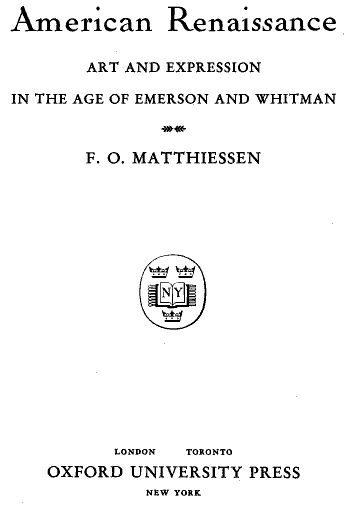 American Renaissance
ART AND EXPRESSION
IN THE AGE OF EMERSON AND WHITMAN
F. O. MATTHIESSEN
N Y
LONDON TORONTO
OXFORD UNIVERSITY PRESS
NEW YORK